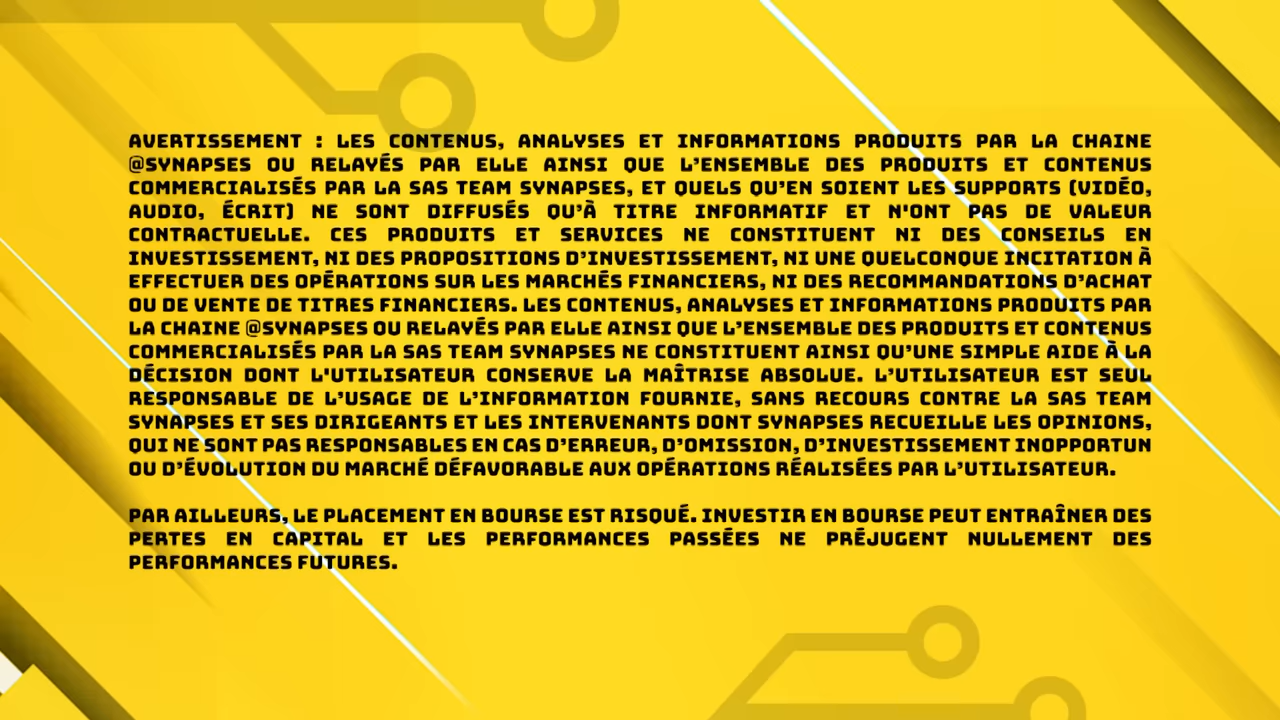 AVERTISSEMENT : LES CONTENUS, ANALYSES ET INFORMATIONS PRODUITS PAR LA CHAINE
@SYNAPSES OU RELAYÉS PAR ELLE AINSI QUE L’ENSEMBLE DES PRODUITS ET CONTENUS
COMMERCIALISÉS PAR LA SAS TEAM SYNAPSES, ET QUELS QU’EN SOIENT LES SUPPORTS (VIDÉO,
AUDIO, ÉCRIT) NE SONT DIFFUSÉS QU’À TITRE INFORMATIF ET N'ONT PAS DE VALEUR
CONTRACTUELLE. CES PRODUITS ET SERVICES NE CONSTITUENT NI DES CONSEILS EN
INVESTISSEMENT, NI DES PROPOSITIONS D’INVESTISSEMENT, NI UNE QUELCONQUE INCITATION À
EFFECTUER DES OPÉRATIONS SUR LES MARCHÉS FINANCIERS, NI DES RECOMMANDATIONS D’ACHAT
OU DE VENTE DE TITRES FINANCIERS. LES CONTENUS, ANALYSES ET INFORMATIONS PRODUITS PAR
LA CHAINE @SYNAPSES OU RELAYÉS PAR ELLE AINSI QUE L’ENSEMBLE DES PRODUITS ET CONTENUS
COMMERCIALISÉS PAR LA SAS TEAM SYNAPSES NE CONSTITUENT AINSI QU’UNE SIMPLE AIDE À LA
DÉCISION DONT L'UTILISATEUR CONSERVE LA MAÎTRISE ABSOLUE. L’UTILISATEUR EST SEUL
RESPONSABLE DE L’USAGE DE L’INFORMATION FOURNIE, SANS RECOURS CONTRE LA SAS TEAM
SYNAPSES ET SES DIRIGEANTS ET LES INTERVENANTS DONT SYNAPSES RECUEILLE LES OPINIONS,
QUI NE SONT PAS RESPONSABLES EN CAS D’ERREUR, D’OMISSION, D’INVESTISSEMENT INOPPORTUN
OU D’ÉVOLUTION DU MARCHÉ DÉFAVORABLE AUX OPÉRATIONS RÉALISÉES PAR L’UTILISATEUR.
PAR AILLEURS, LE PLACEMENT EN BOURSE EST RISQUÉ. INVESTIR EN BOURSE PEUT ENTRAÎNER DES
PERTES EN CAPITAL ET LES PERFORMANCES PASSÉES NE PRÉJUGENT NULLEMENT DES
PERFORMANCES FUTURES.